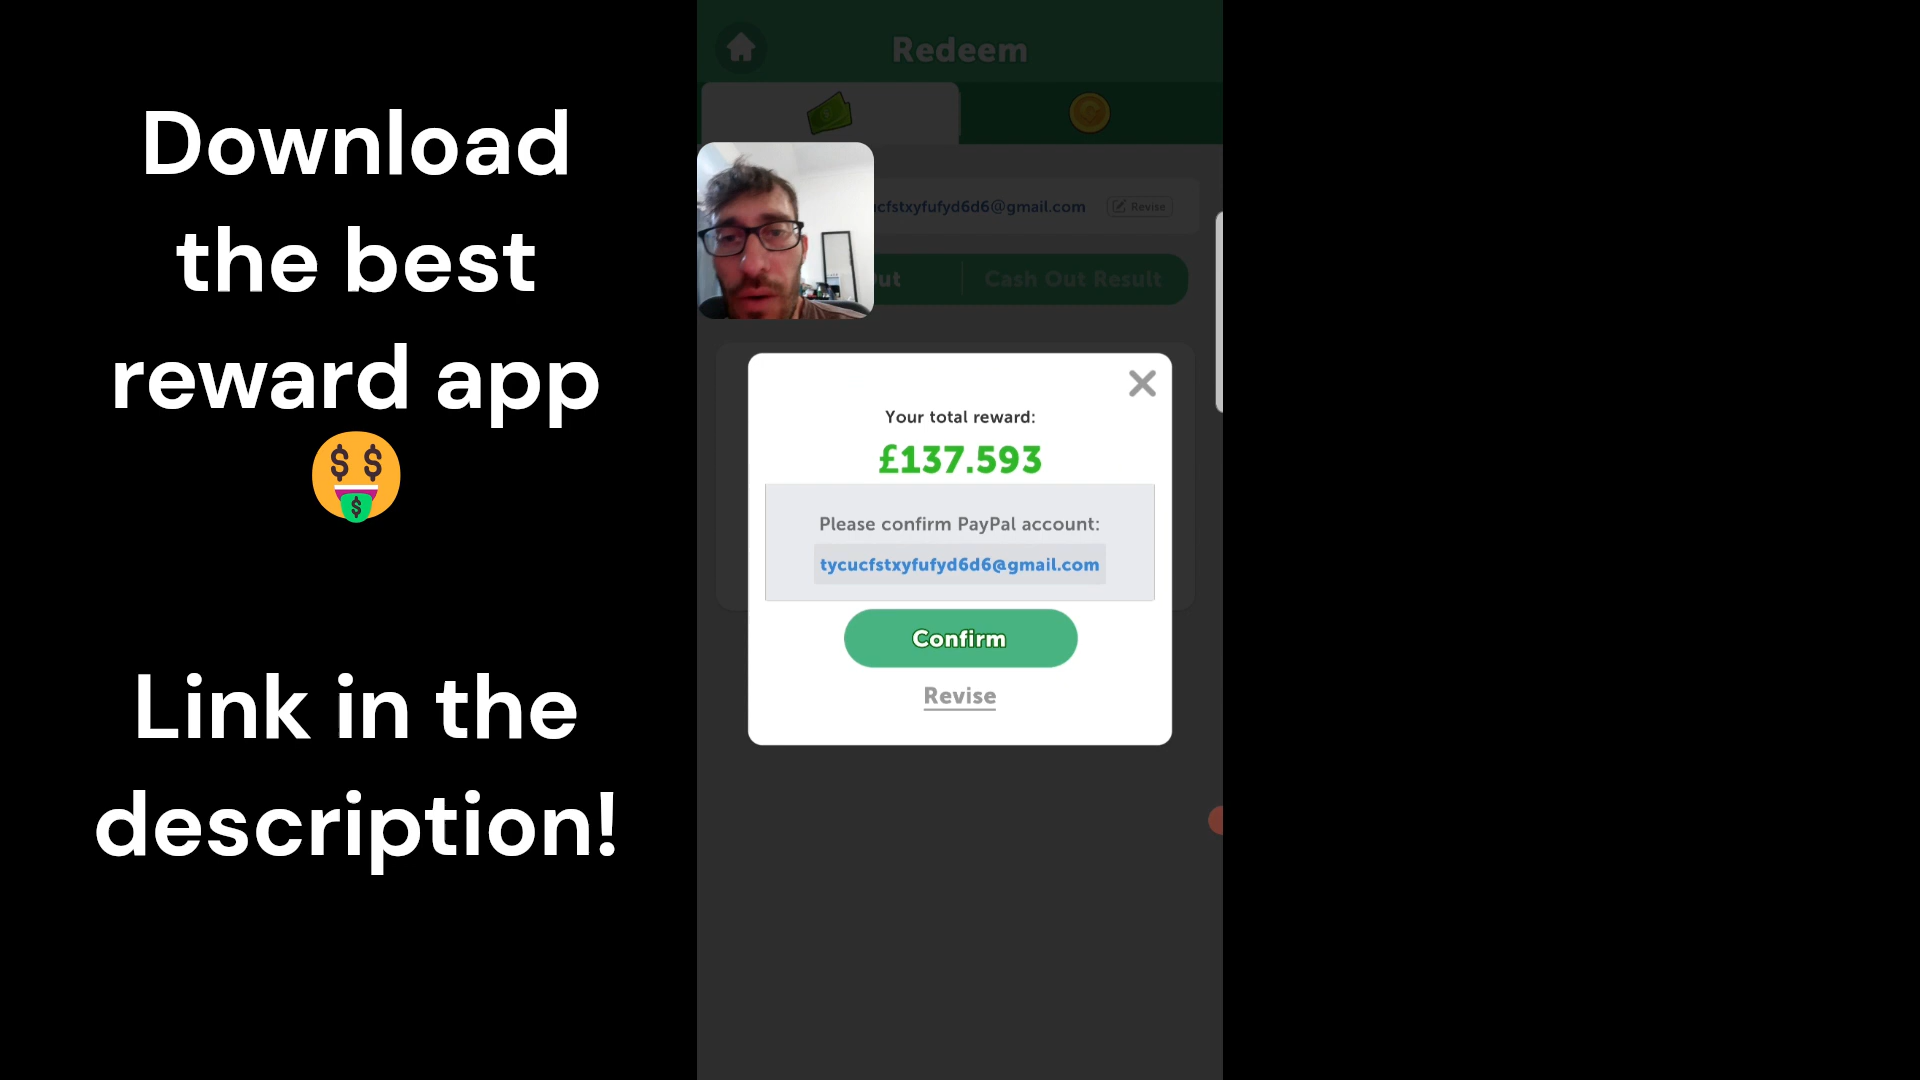 Download
the best
reward app
Link in the
description!
Redeem
cfstxyfufyd6d6@gmail.com
Revise
Cash Out Result
Your total reward:
£137.593
Please confirm PayPal account:
tycucfstxyfufyd6d6@gmail.com
Confirm
Revise